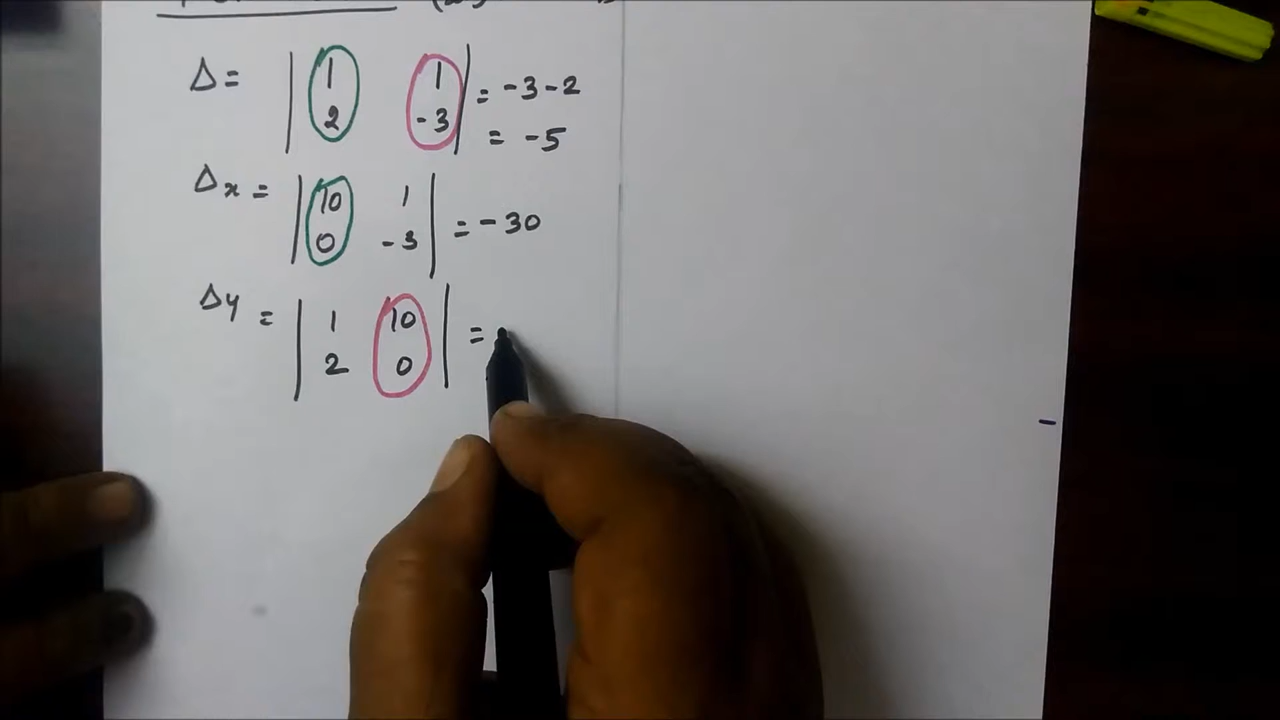 Δ = | 1 1 | = -3-2
| 2 -3 | = -5
Δx = | 10 1 | = -30
| 0 -3 |
Δy = | 1 10 | =
| 2 0 |